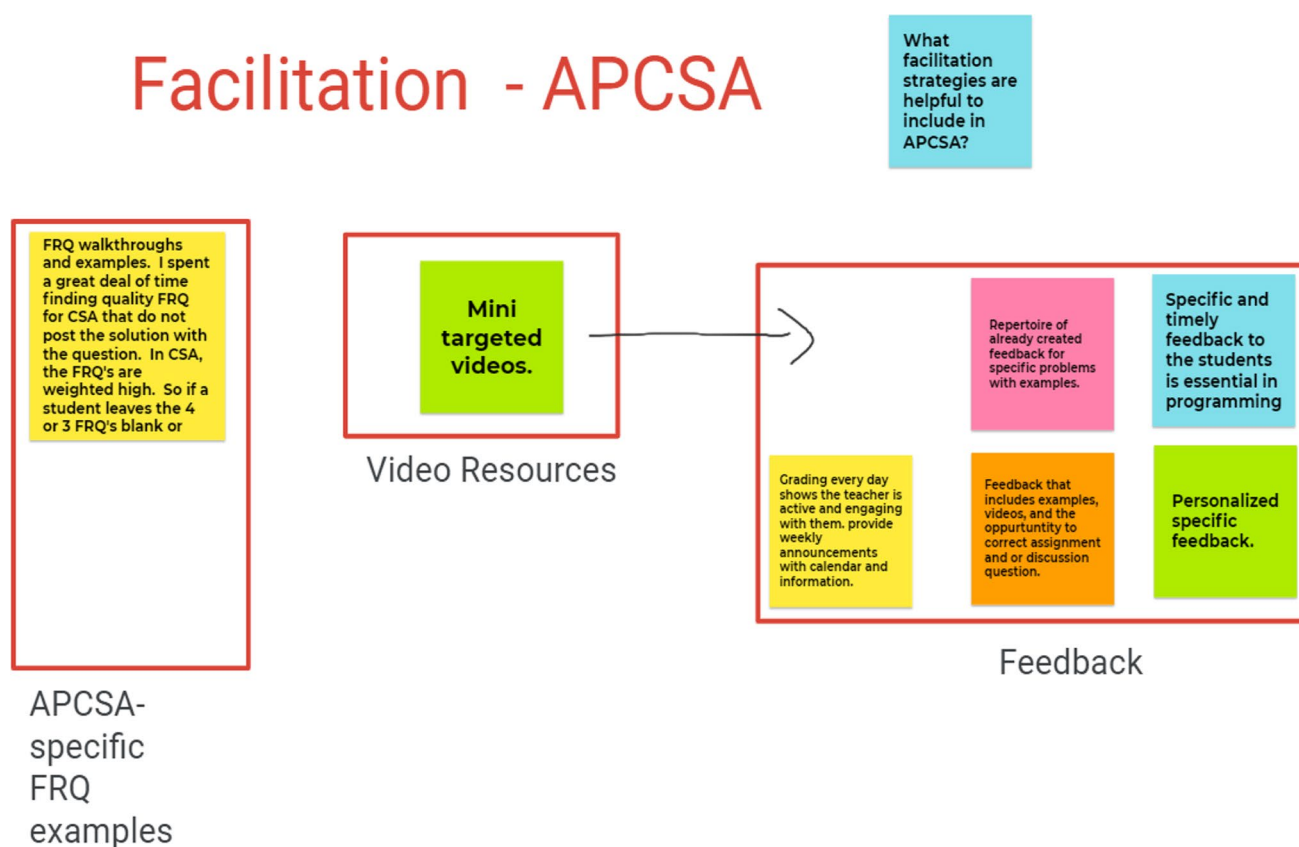 Facilitation - APCSA
What
facilitation
strategies are
helpful to
include in
APCSA?
FRQ walkthroughs
and examples. I spent
a great deal of time
finding quality FRQ
for CSA that do not
post the solution with
the question. In CSA,
the FRQ's are
weighted high. So if a
student leaves the 4
or 3 FRQ's blank or
APCSA-
specific
FRQ
examples
Mini
targeted
videos.
Video Resources
Repertoire of
already created
feedback for
specific problems
with examples.
Specific and
timely
feedback to
the students
is essential in
programming
Grading every day
shows the teacher is
active and engaging
with them. provide
weekly
announcements
with calendar and
information.
Feedback that
includes examples,
videos, and the
oppurtuntity to
correct assignment
and or discussion
question.
Personalized
specific
feedback.
Feedback